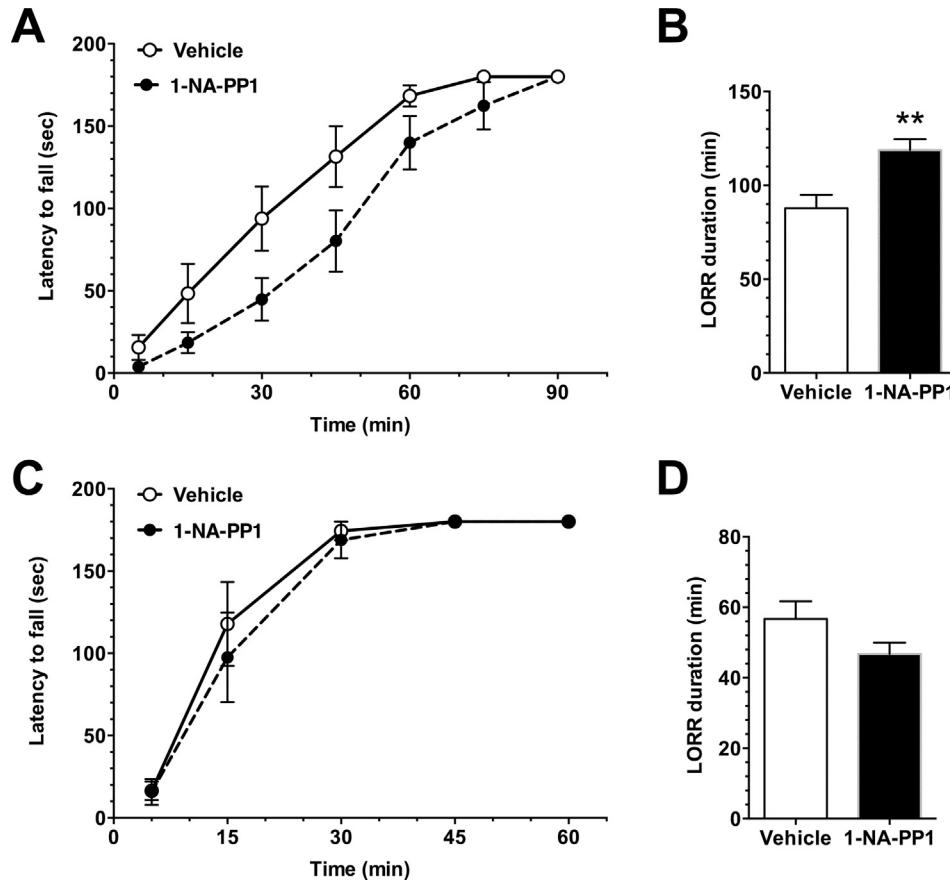 A
Vehicle
1-NA-PP1
Latency to fall (sec)
200
150
100
50
0
0 30 60 90
Time (min)
B
**
LORR duration (min)
150
100
50
0
Vehicle 1-NA-PP1
C
Vehicle
1-NA-PP1
Latency to fall (sec)
200
150
100
50
0
0 15 30 45 60
Time (min)
D
LORR duration (min)
80
60
40
20
0
Vehicle 1-NA-PP1